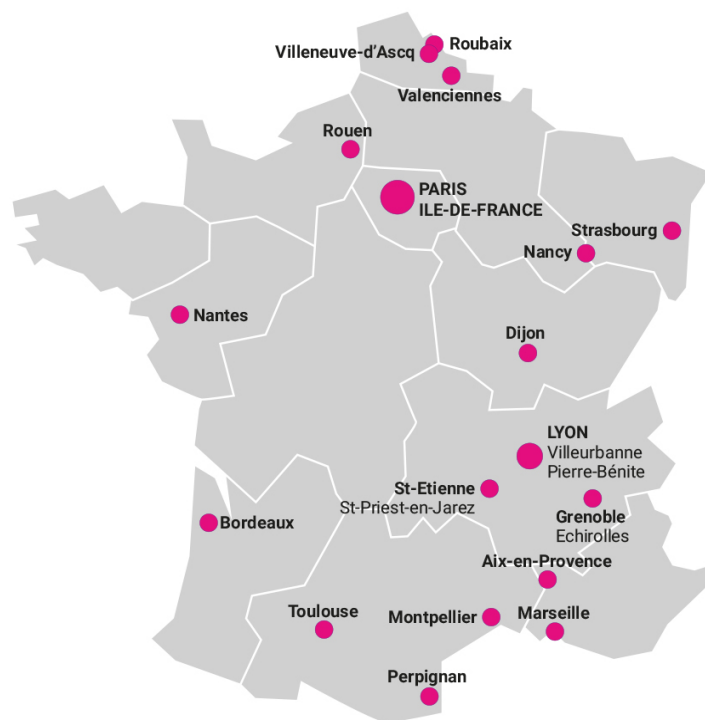 Roubaix
Villeneuve-d'Ascq
Valenciennes
Rouen
PARIS
ILE-DE-FRANCE
Strasbourg
Nancy
Nantes
Dijon
LYON
Villeurbanne
Pierre-Bénite
St-Etienne
St-Priest-en-Jarez
Grenoble
Echirolles
Bordeaux
Aix-en-Provence
Toulouse
Montpellier
Marseille
Perpignan